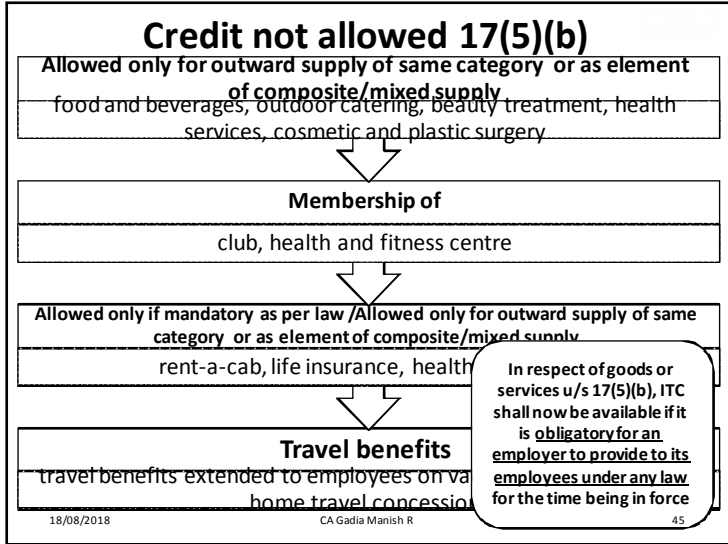 Credit not allowed 17(5)(b)
Allowed only for outward supply of same category or as element
of composite/mixed supply
food and beverages, outdoor catering, beauty treatment, health
services, cosmetic and plastic surgery
Membership of
club, health and fitness centre
Allowed only if mandatory as per law /Allowed only for outward supply of same
category or as element of composite/mixed supply
rent-a-cab, life insurance, health
Travel benefits
travel benefits extended to employees on
home travel concession
In respect of goods or
services u/s 17(5)(b), ITC
shall now be available if it
is obligatory for an
employer to provide to its
employees under any law
for the time being in force
18/08/2018
CA Gadia Manish R
45